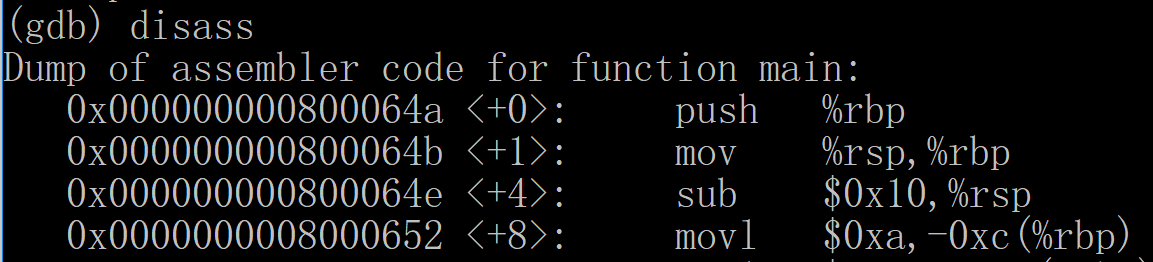 (gdb) disass
Dump of assembler code for function main:
0x000000000800064a <+0>: push %rbp
0x000000000800064b <+1>: mov %rsp,%rbp
0x000000000800064e <+4>: sub $0x10,%rsp
0x0000000008000652 <+8>: movl $0xa,-0xc(%rbp)